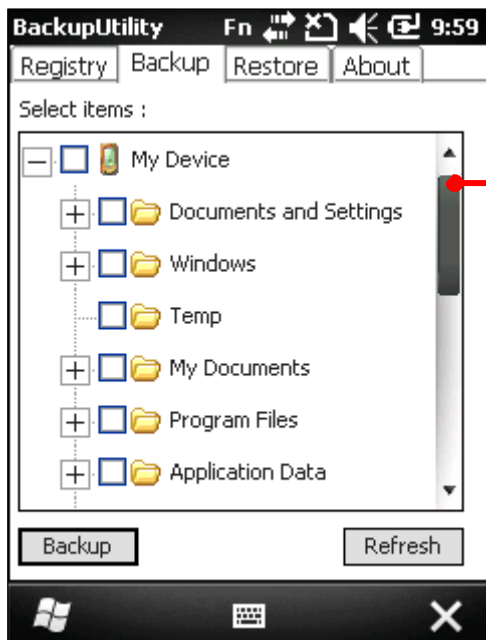 BackupUtility Fn 9:59
Registry Backup Restore About
Select items :
My Device
Documents and Settings
Windows
Temp
My Documents
Program Files
Application Data
Backup Refresh